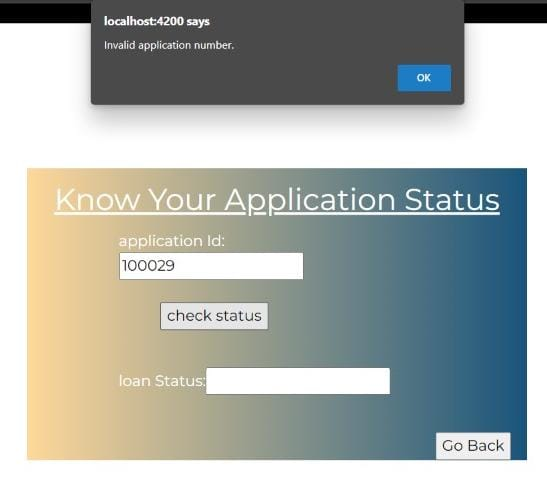 localhost:4200 says
Invalid application number.
OK
Know Your Application Status
application Id:
100029
check status
loan Status:
Go Back